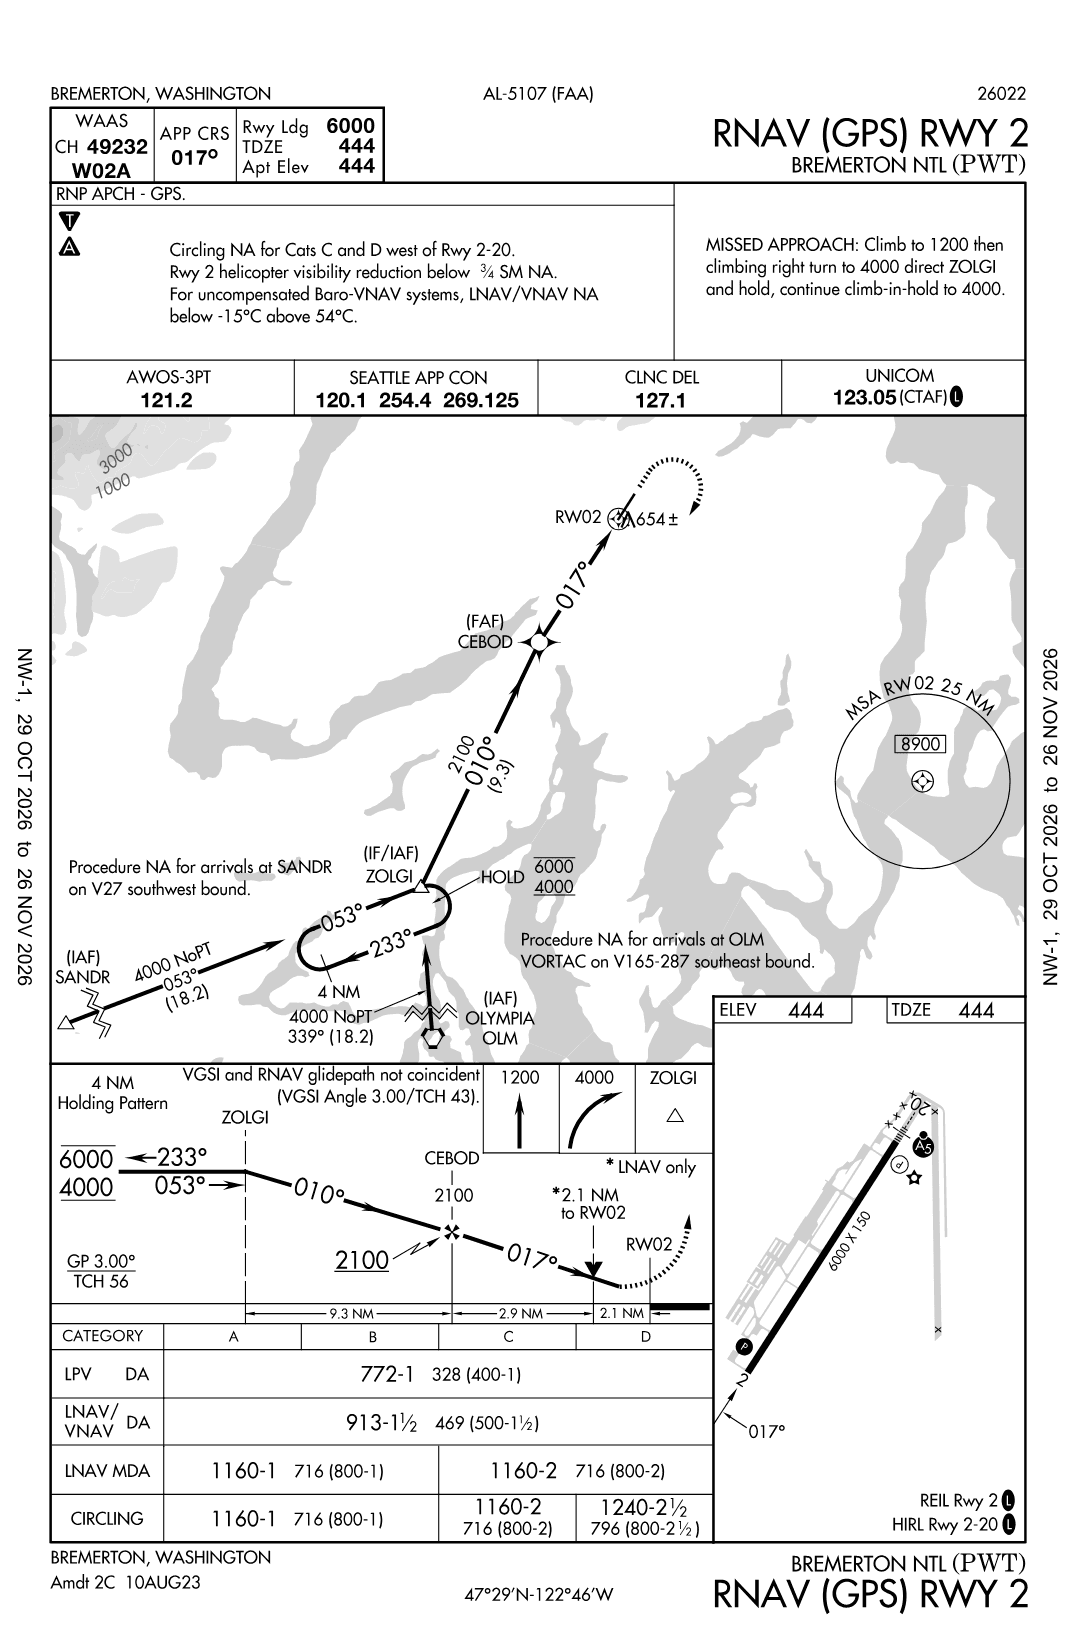 BREMERTON, WASHINGTON
AL-5107 (FAA)
26022
WAAS
CH 49232
W02A
APP CRS
017°
Rwy Ldg 6000
TDZE 444
Apt Elev 444
RNAV (GPS) RWY 2
BREMERTON NTL (PWT)
RNP APCH - GPS.
T
A
Circling NA for Cats C and D west of Rwy 2-20.
Rwy 2 helicopter visibility reduction below ¾ SM NA.
For uncompensated Baro-VNAV systems, LNAV/VNAV NA
below -15°C above 54°C.
MISSED APPROACH: Climb to 1200 then
climbing right turn to 4000 direct ZOLGI
and hold, continue climb-in-hold to 4000.
AWOS-3PT
121.2
SEATTLE APP CON
120.1 254.4 269.125
CLNC DEL
127.1
UNICOM
123.05 (CTAF) L
3000
1000
RW02
654±
017°
(FAF)
CEBOD
2100
010°
(9.3)
MSA RW02 25 NM
8900
(IF/IAF)
ZOLGI
HOLD
6000
4000
Procedure NA for arrivals at SANDR
on V27 southwest bound.
053°
233°
4 NM
Procedure NA for arrivals at OLM
VORTAC on V165-287 southeast bound.
(IAF)
SANDR
4000 NoPT
053°
(18.2)
4000 NoPT
339° (18.2)
(IAF)
OLYMPIA
OLM
NW-1, 29 OCT 2026 to 26 NOV 2026
NW-1, 29 OCT 2026 to 26 NOV 2026
ELEV 444
TDZE 444
4 NM
Holding Pattern
VGSI and RNAV glidepath not coincident
(VGSI Angle 3.00/TCH 43).
ZOLGI
1200
4000
ZOLGI
6000
4000
233°
053°
010°
CEBOD
2100
2100
* LNAV only
*2.1 NM
to RW02
RW02
017°
GP 3.00°
TCH 56
9.3 NM
2.9 NM
2.1 NM
20
A5
P
6000 X 150
P
2
017°
REIL Rwy 2 L
HIRL Rwy 2-20 L
CATEGORY A B C D
LPV DA 772-1 328 (400-1)
LNAV/
VNAV DA 913-1½ 469 (500-1½)
LNAV MDA 1160-1 716 (800-1) 1160-2 716 (800-2)
CIRCLING 1160-1 716 (800-1)
1160-2
716 (800-2)
1240-2½
796 (800-2½)
BREMERTON, WASHINGTON
Amdt 2C 10AUG23
47°29'N-122°46'W
BREMERTON NTL (PWT)
RNAV (GPS) RWY 2